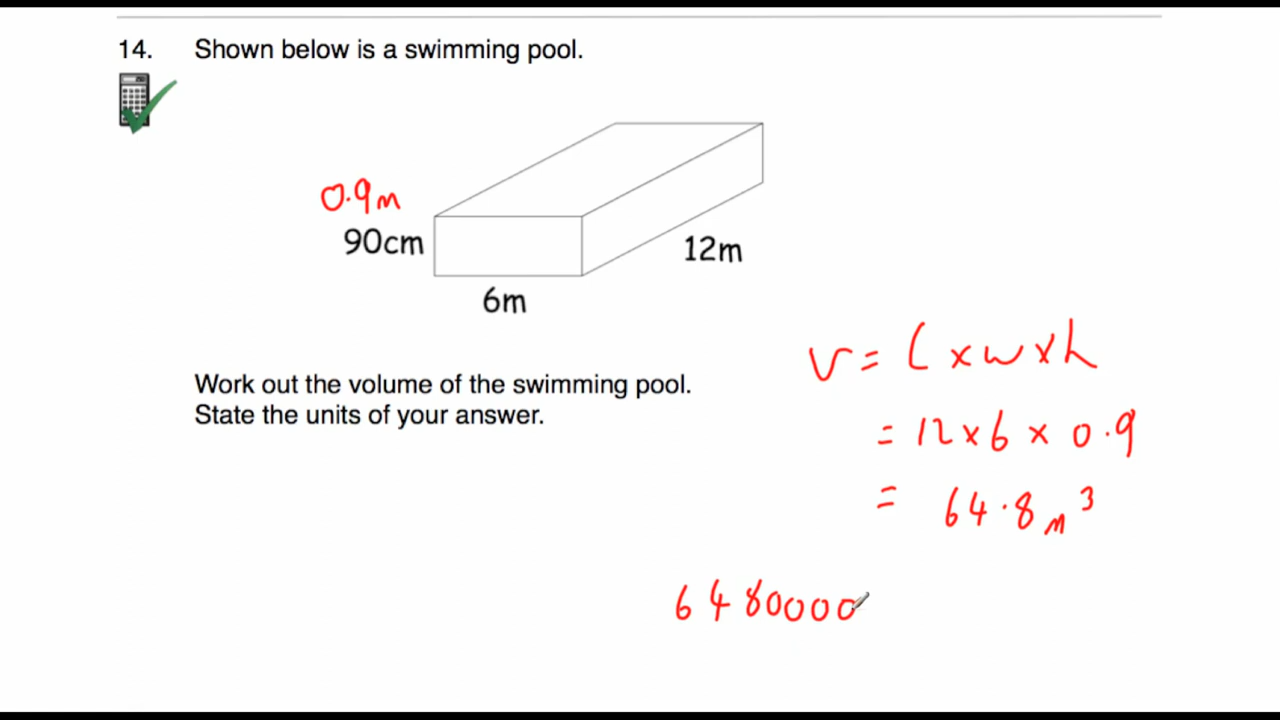 14. Shown below is a swimming pool.
0.9m
90cm
12m
6m
V = l x w x h
Work out the volume of the swimming pool.
State the units of your answer.
= 12 x 6 x 0.9
= 64.8m³
6480000